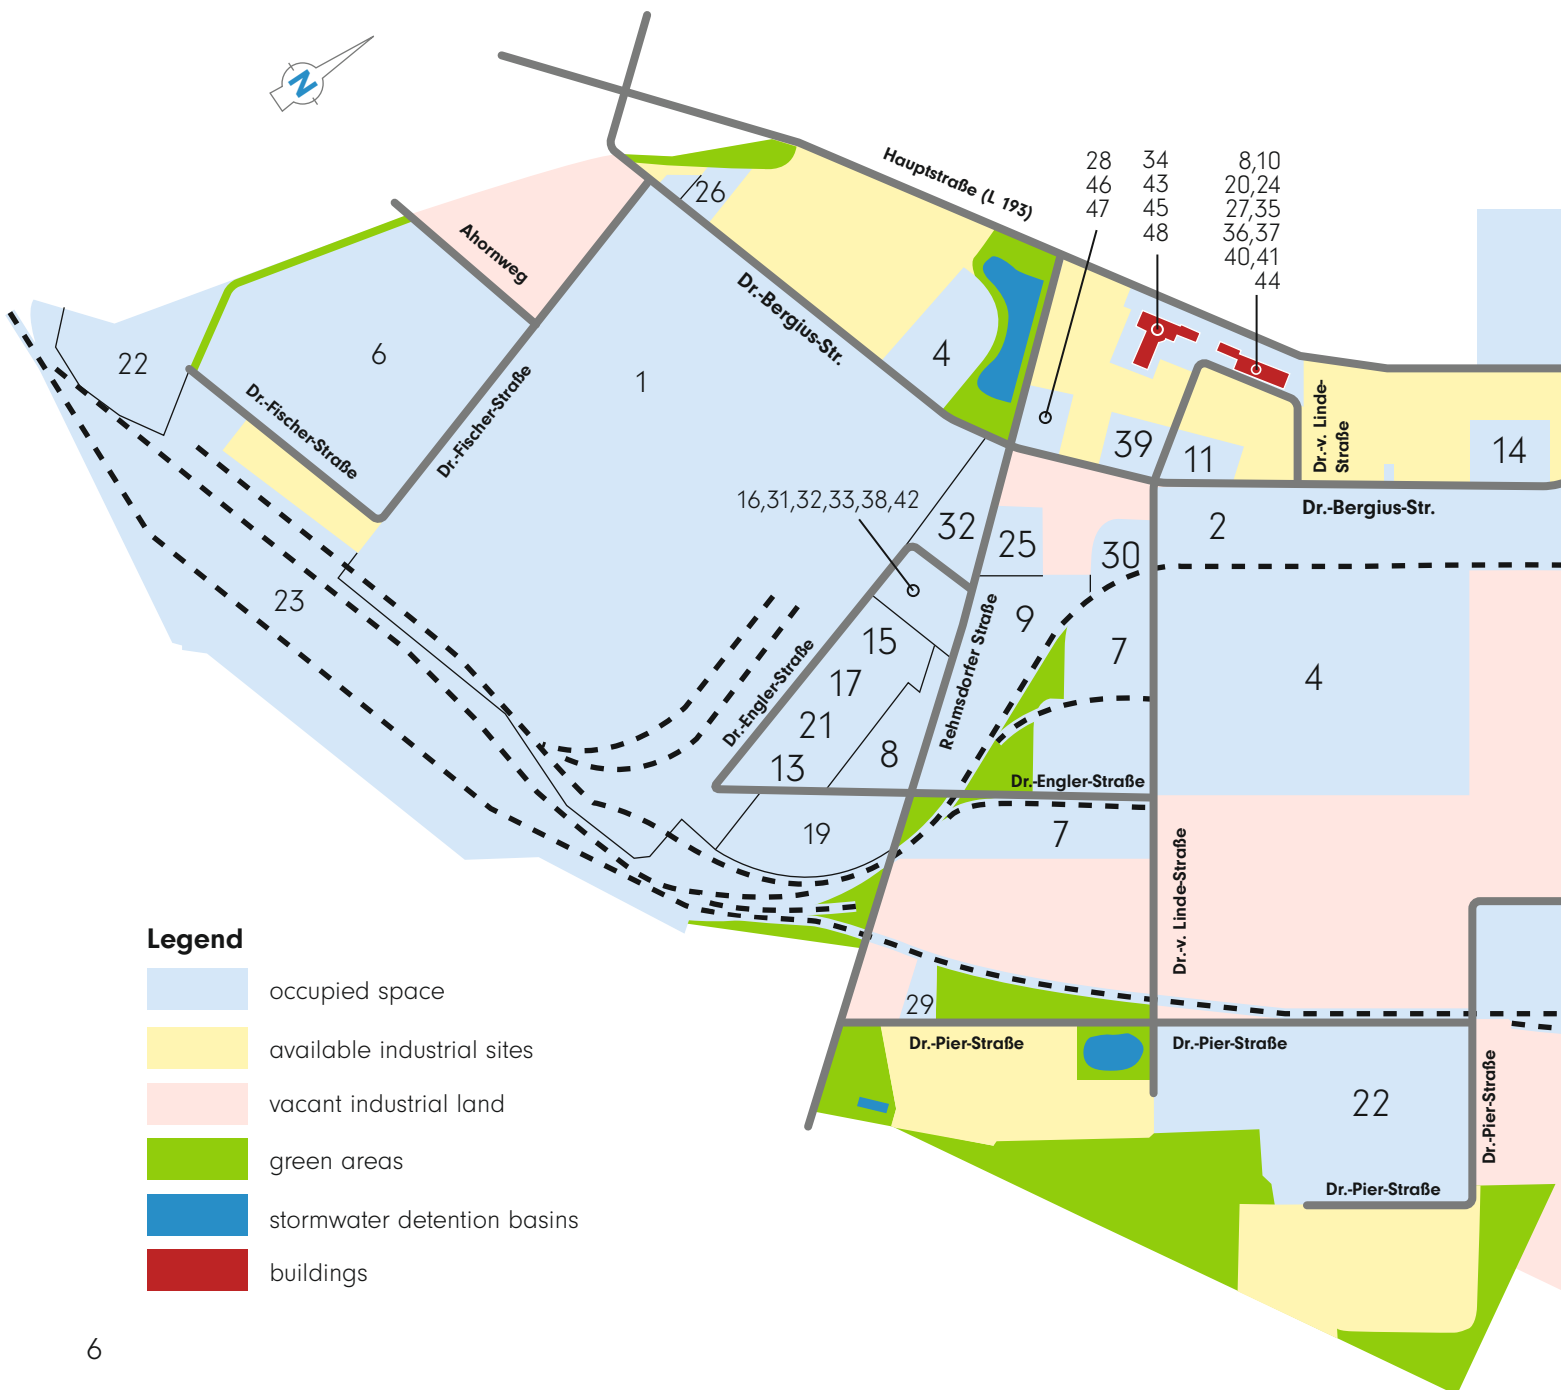 N
Hauptstraße (L 193)
28
46
47
34
43
45
48
8,10
20,24
27,35
36,37
40,41
44
26
Ahornweg
Dr.-Bergius-Str.
22
6
1
4
Dr.-Fischer-Straße
Dr.-Fischer-Straße
39
11
Dr.-v. Linde-
Straße
14
16,31,32,33,38,42
32
25
30
2
Dr.-Bergius-Str.
23
15
9
7
4
17
21
13
8
Dr.-Engler-Straße
Rehmsdorfer Straße
Dr.-Engler-Straße
19
7
Dr.-v. Linde-Straße
29
Dr.-Pier-Straße
Dr.-Pier-Straße
22
Dr.-Pier-Straße
Dr.-Pier-Straße
Legend
occupied space
available industrial sites
vacant industrial land
green areas
stormwater detention basins
buildings
6